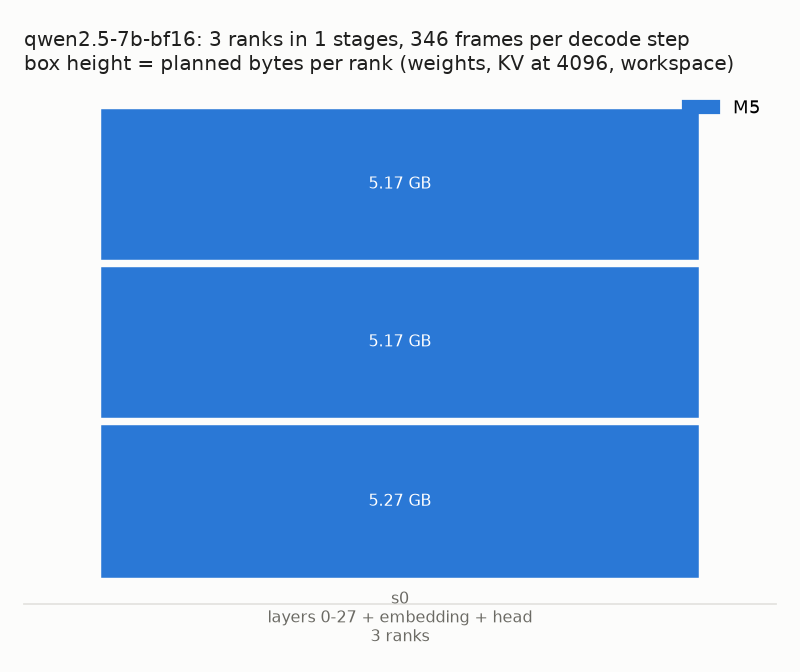 qwen2.5-7b-bf16: 3 ranks in 1 stages, 346 frames per decode step
box height = planned bytes per rank (weights, KV at 4096, workspace)
M5
5.17 GB
5.17 GB
5.27 GB
s0
layers 0-27 + embedding + head
3 ranks